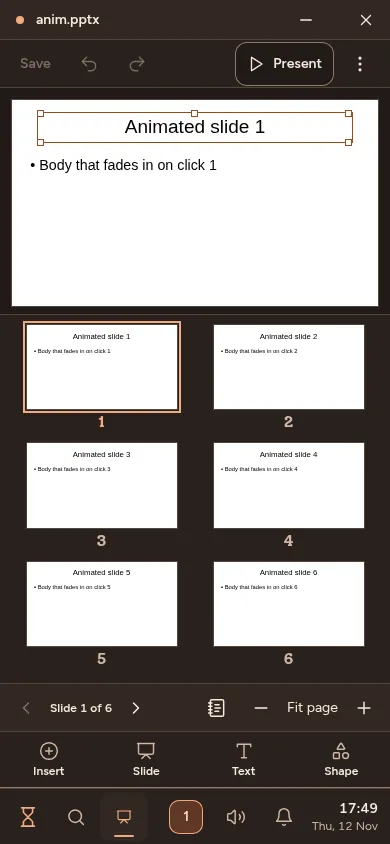 anim.pptx
Save
Present
Animated slide 1
• Body that fades in on click 1
Animated slide 1
• Body that fades in on click 1
1
Animated slide 2
• Body that fades in on click 2
2
Animated slide 3
• Body that fades in on click 3
3
Animated slide 4
• Body that fades in on click 4
4
Animated slide 5
• Body that fades in on click 5
5
Animated slide 6
• Body that fades in on click 6
6
Slide 1 of 6
Fit page
Insert
Slide
Text
Shape
1
17:49
Thu, 12 Nov